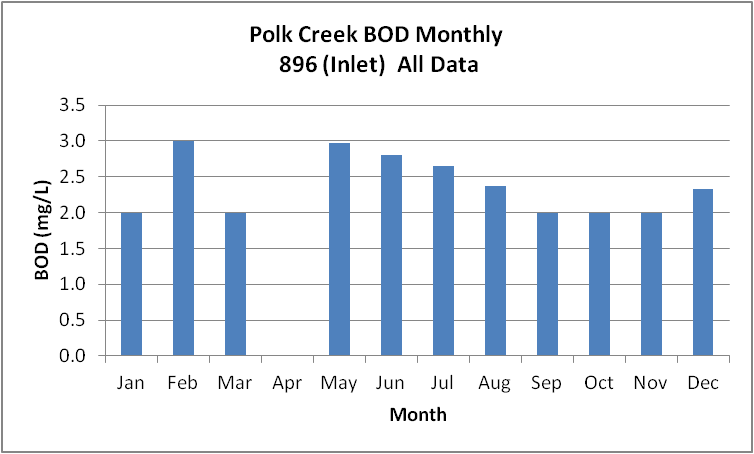 Polk Creek BOD Monthly
896 (Inlet)  All Data
BOD (mg/L)
3.5
3.0
2.5
2.0
1.5
1.0
0.5
0.0
Jan Feb Mar Apr May Jun Jul Aug Sep Oct Nov Dec
Month